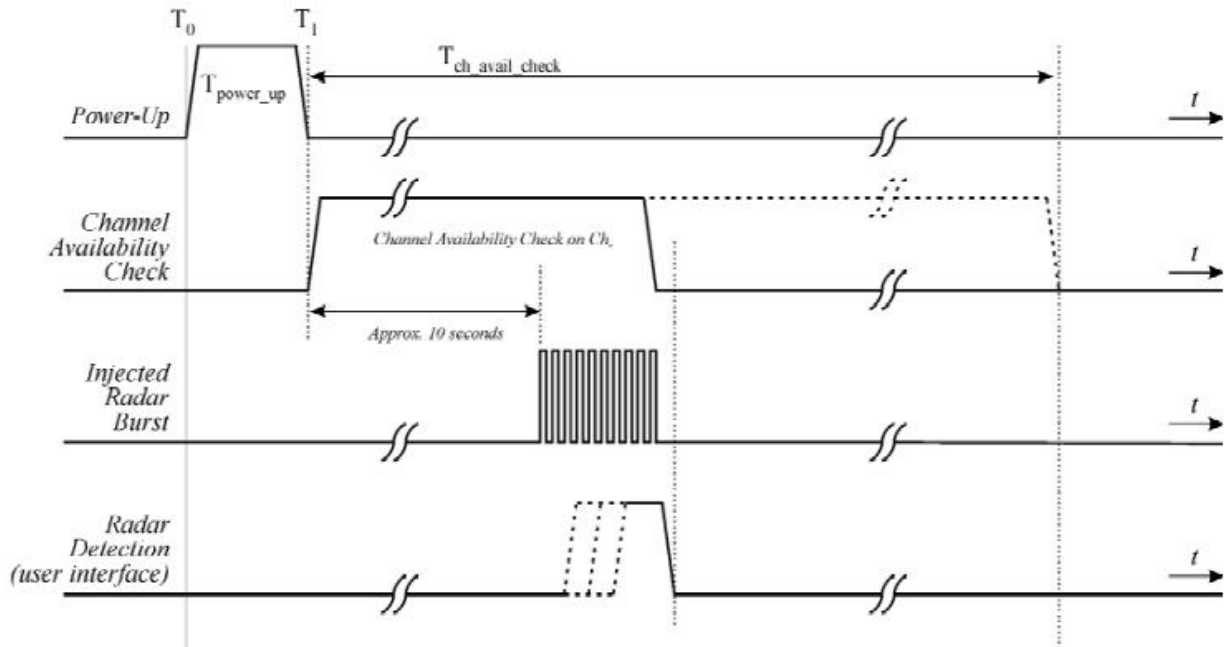 T0 T1
Tch_avail_check
Tpower_up
Power-Up
t
Channel
Availability
Check
Channel Availability Check on Chr
t
Approx. 10 seconds
Injected
Radar
Burst
t
Radar
Detection
(user interface)
t